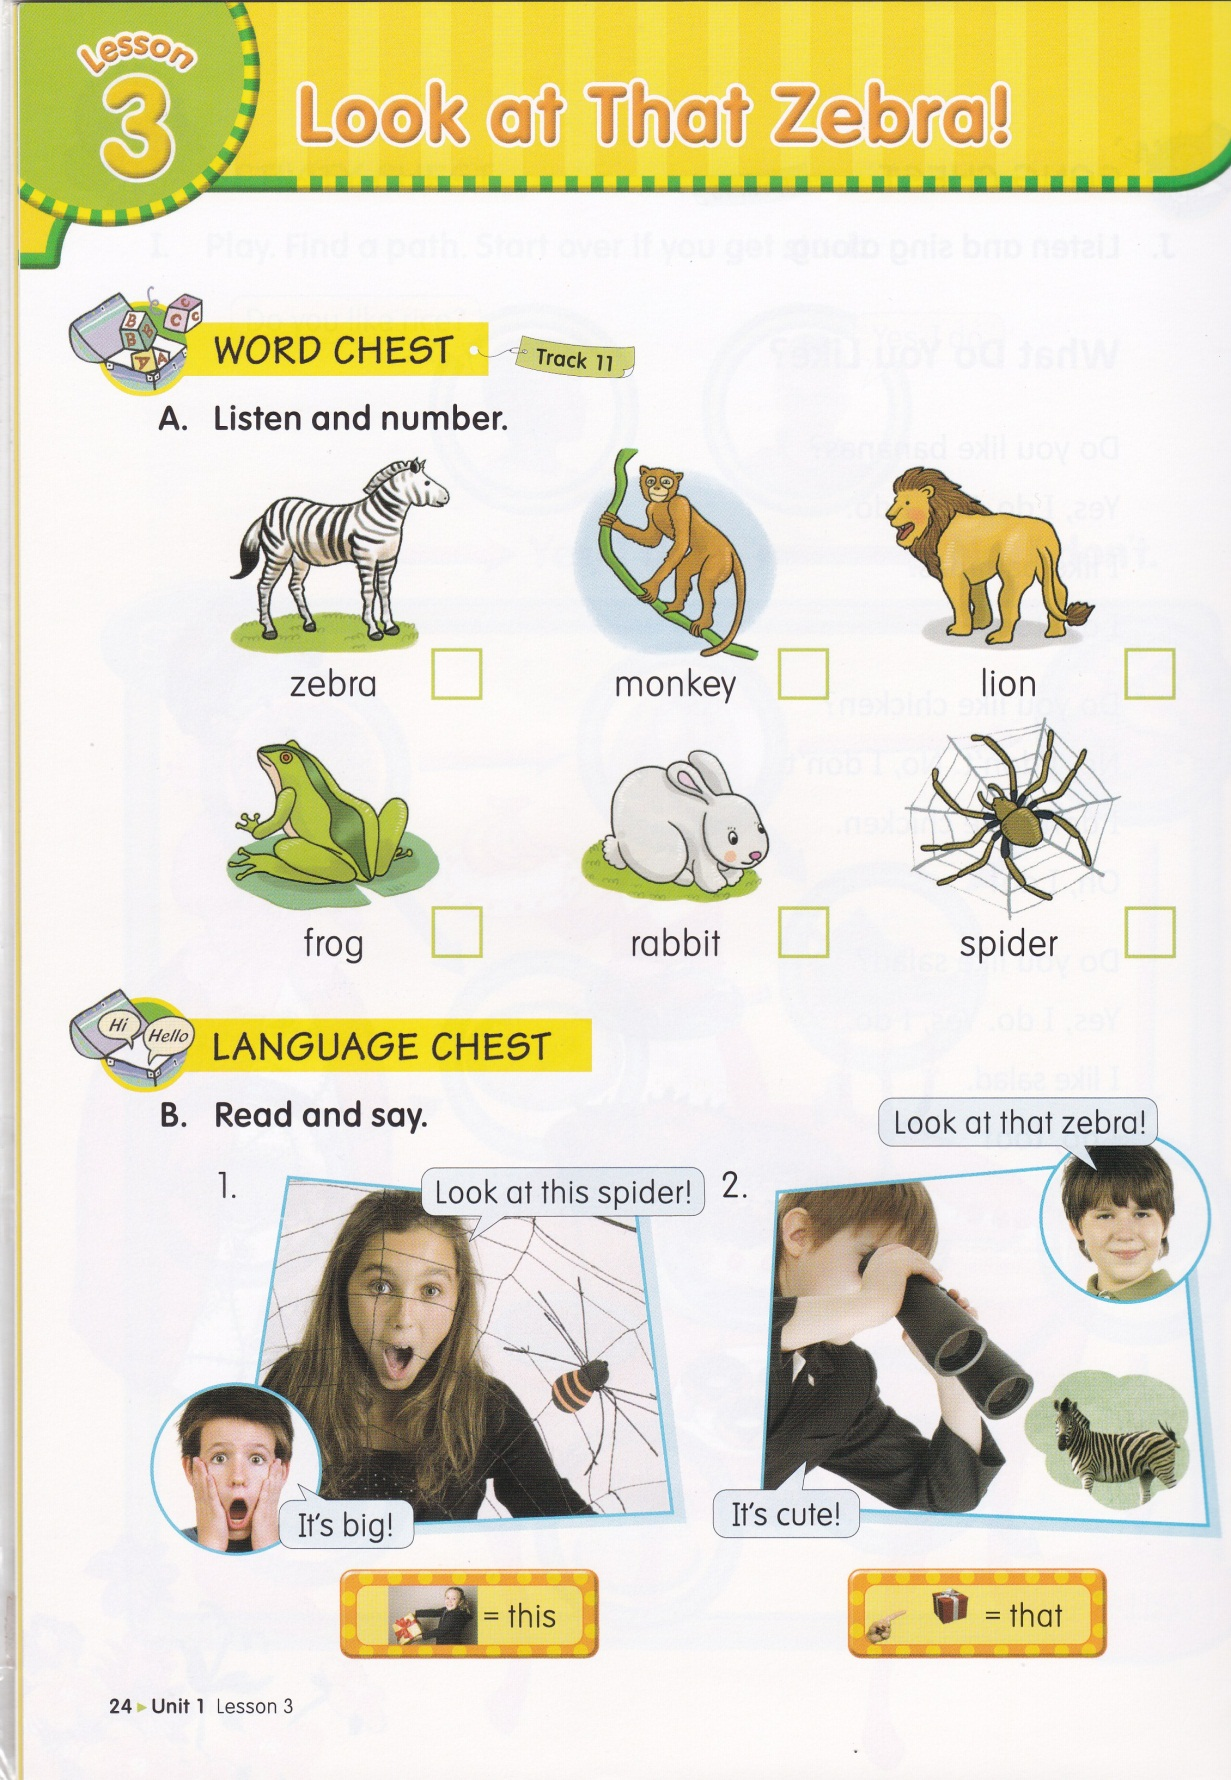 Lesson
3
Look at That Zebra!
WORD CHEST
Track 11
A. Listen and number.
zebra
monkey
lion
frog
rabbit
spider
Hi
Hello
LANGUAGE CHEST
B. Read and say.
1.
Look at this spider!
It's big!
2.
Look at that zebra!
It's cute!
= this
= that
24 ▸ Unit 1 Lesson 3